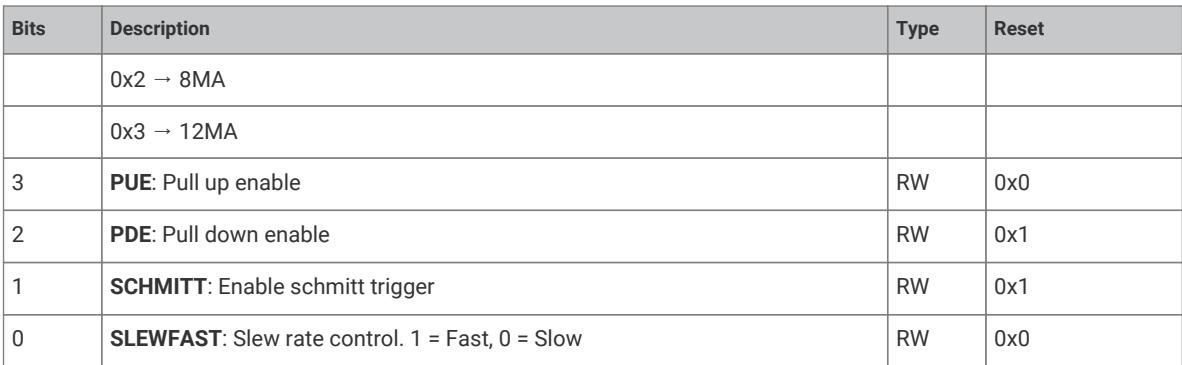 Bits Description Type Reset
0x2 → 8MA
0x3 → 12MA
3 PUE: Pull up enable RW 0x0
2 PDE: Pull down enable RW 0x1
1 SCHMITT: Enable schmitt trigger RW 0x1
0 SLEWFAST: Slew rate control. 1 = Fast, 0 = Slow RW 0x0